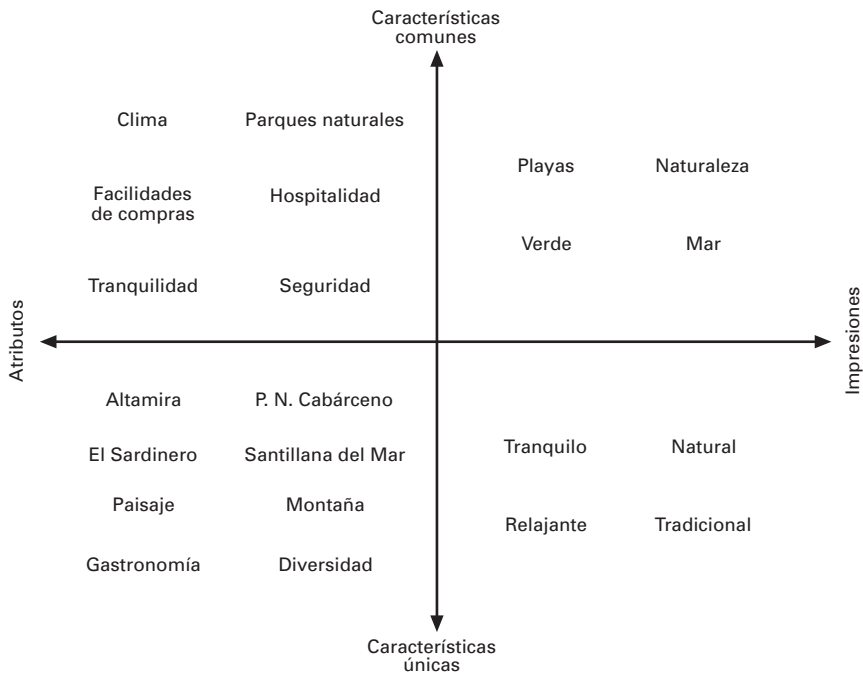 Características
comunes
Clima
Parques naturales
Playas
Naturaleza
Facilidades
de compras
Hospitalidad
Verde
Mar
Tranquilidad
Seguridad
Atributos
Impresiones
Altamira
P. N. Cabárceno
El Sardinero
Santillana del Mar
Tranquilo
Natural
Paisaje
Montaña
Relajante
Tradicional
Gastronomía
Diversidad
Características
únicas